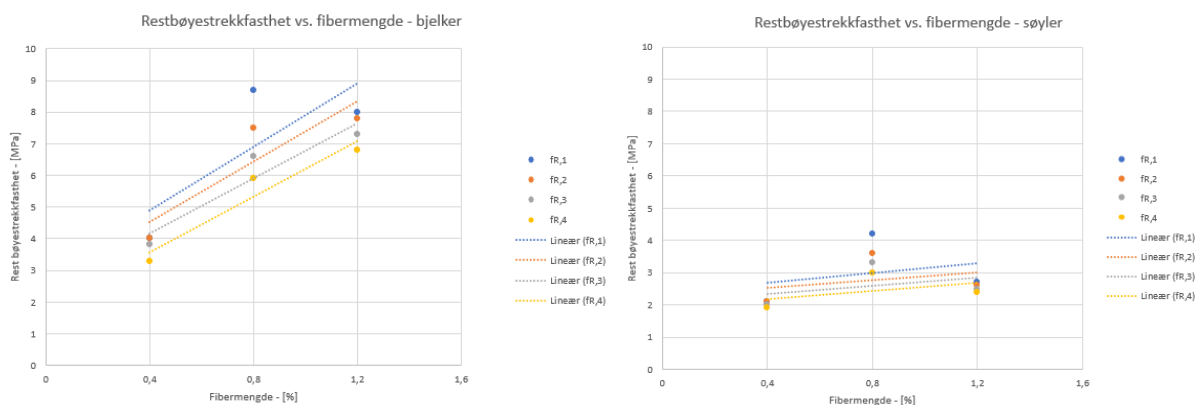 Restbøyestrekkfasthet vs. fibermengde - bjelker
10
9
8
7
6
5
4
3
2
1
0
0
0,4
0,8
1,2
1,6
Rest bøyestrekkfasthet - [MPa]
Fibermengde - [%]
fR,1
fR,2
fR,3
fR,4
Lineær (fR,1)
Lineær (fR,2)
Lineær (fR,3)
Lineær (fR,4)
Restbøyestrekkfasthet vs. fibermengde - søyler
10
9
8
7
6
5
4
3
2
1
0
0
0,4
0,8
1,2
1,6
Rest bøyestrekkfasthet - [MPa]
Fibermengde - [%]
fR,1
fR,2
fR,3
fR,4
Lineær (fR,1)
Lineær (fR,2)
Lineær (fR,3)
Lineær (fR,4)